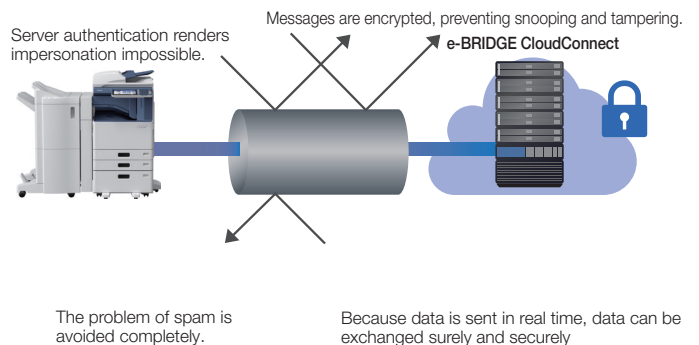 Messages are encrypted, preventing snooping and tampering.
Server authentication renders
impersonation impossible.
e-BRIDGE CloudConnect
The problem of spam is
avoided completely.
Because data is sent in real time, data can be
exchanged surely and securely